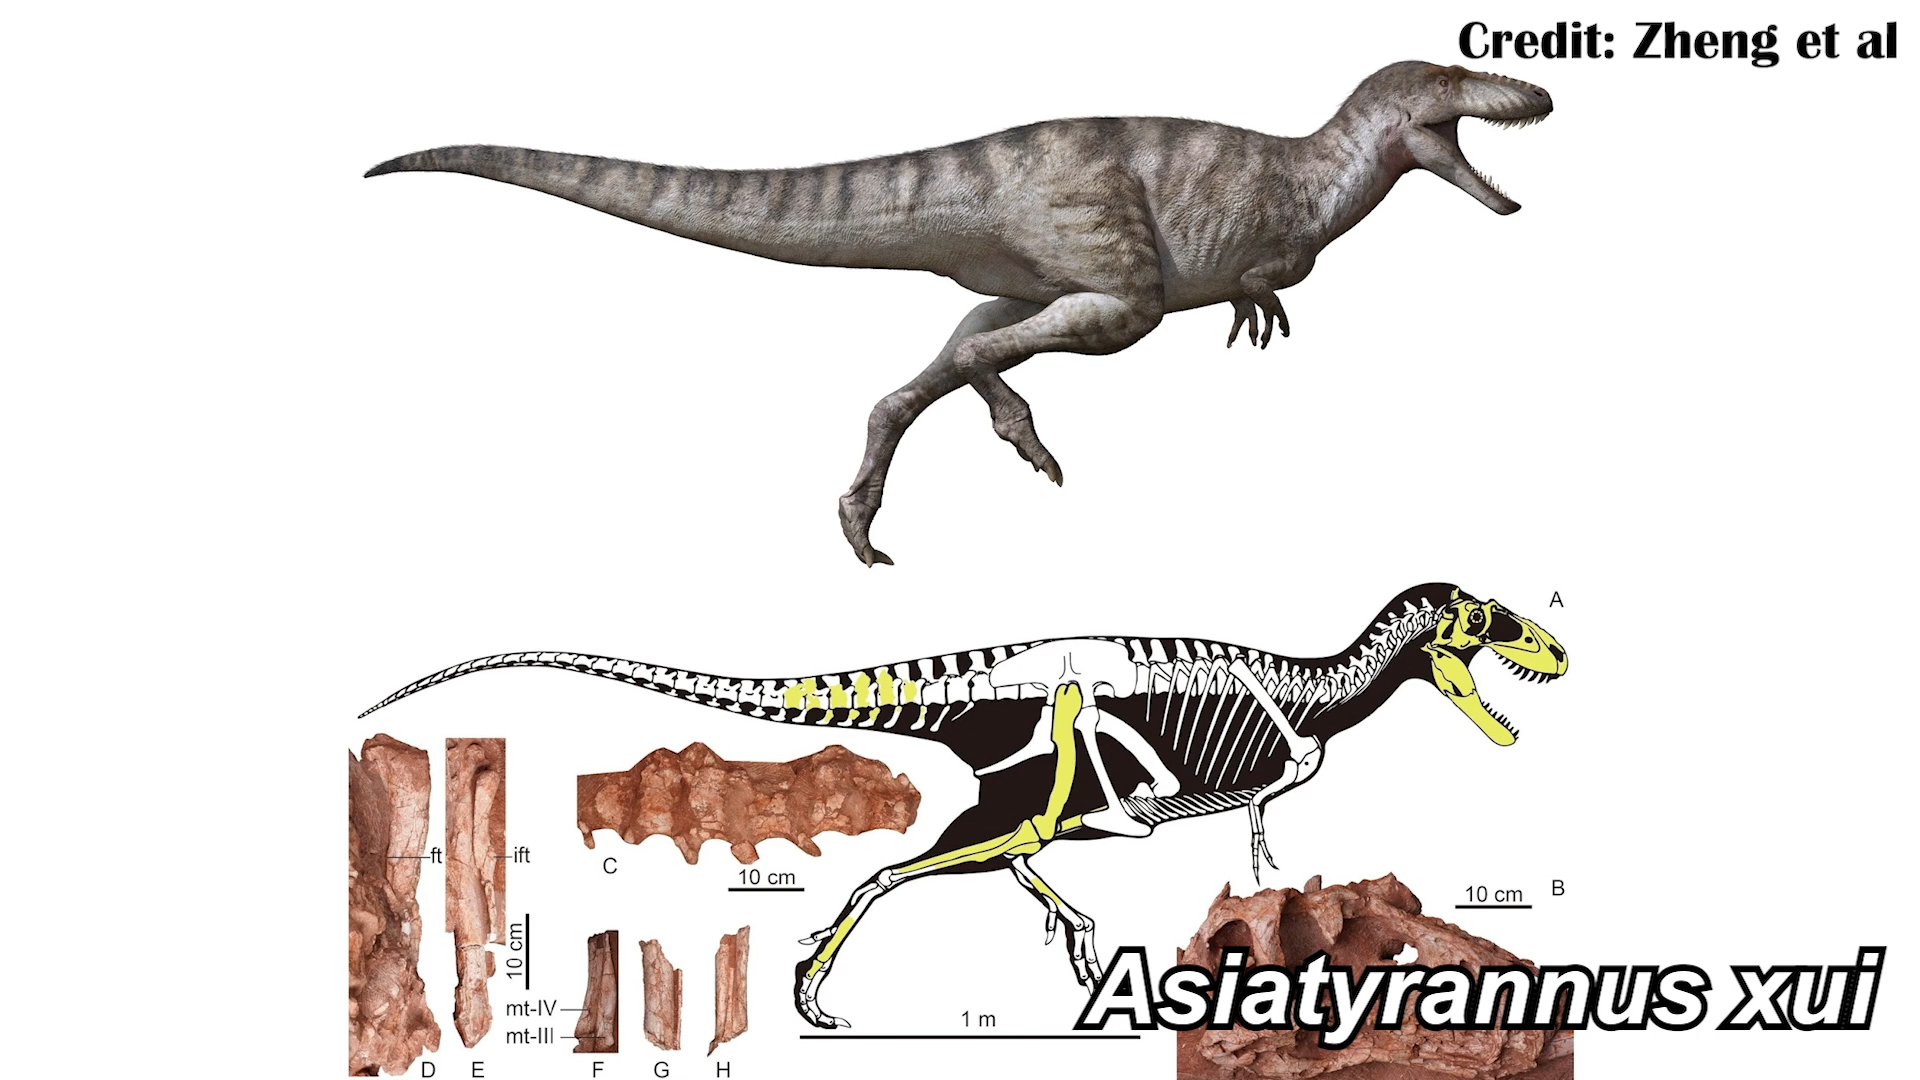 Credit: Zheng et al
A
ft
ift
C
10 cm
10 cm
B
10 cm
mt-IV
mt-III
1 m
Asiatyrannus xui
D
E
F
G
H